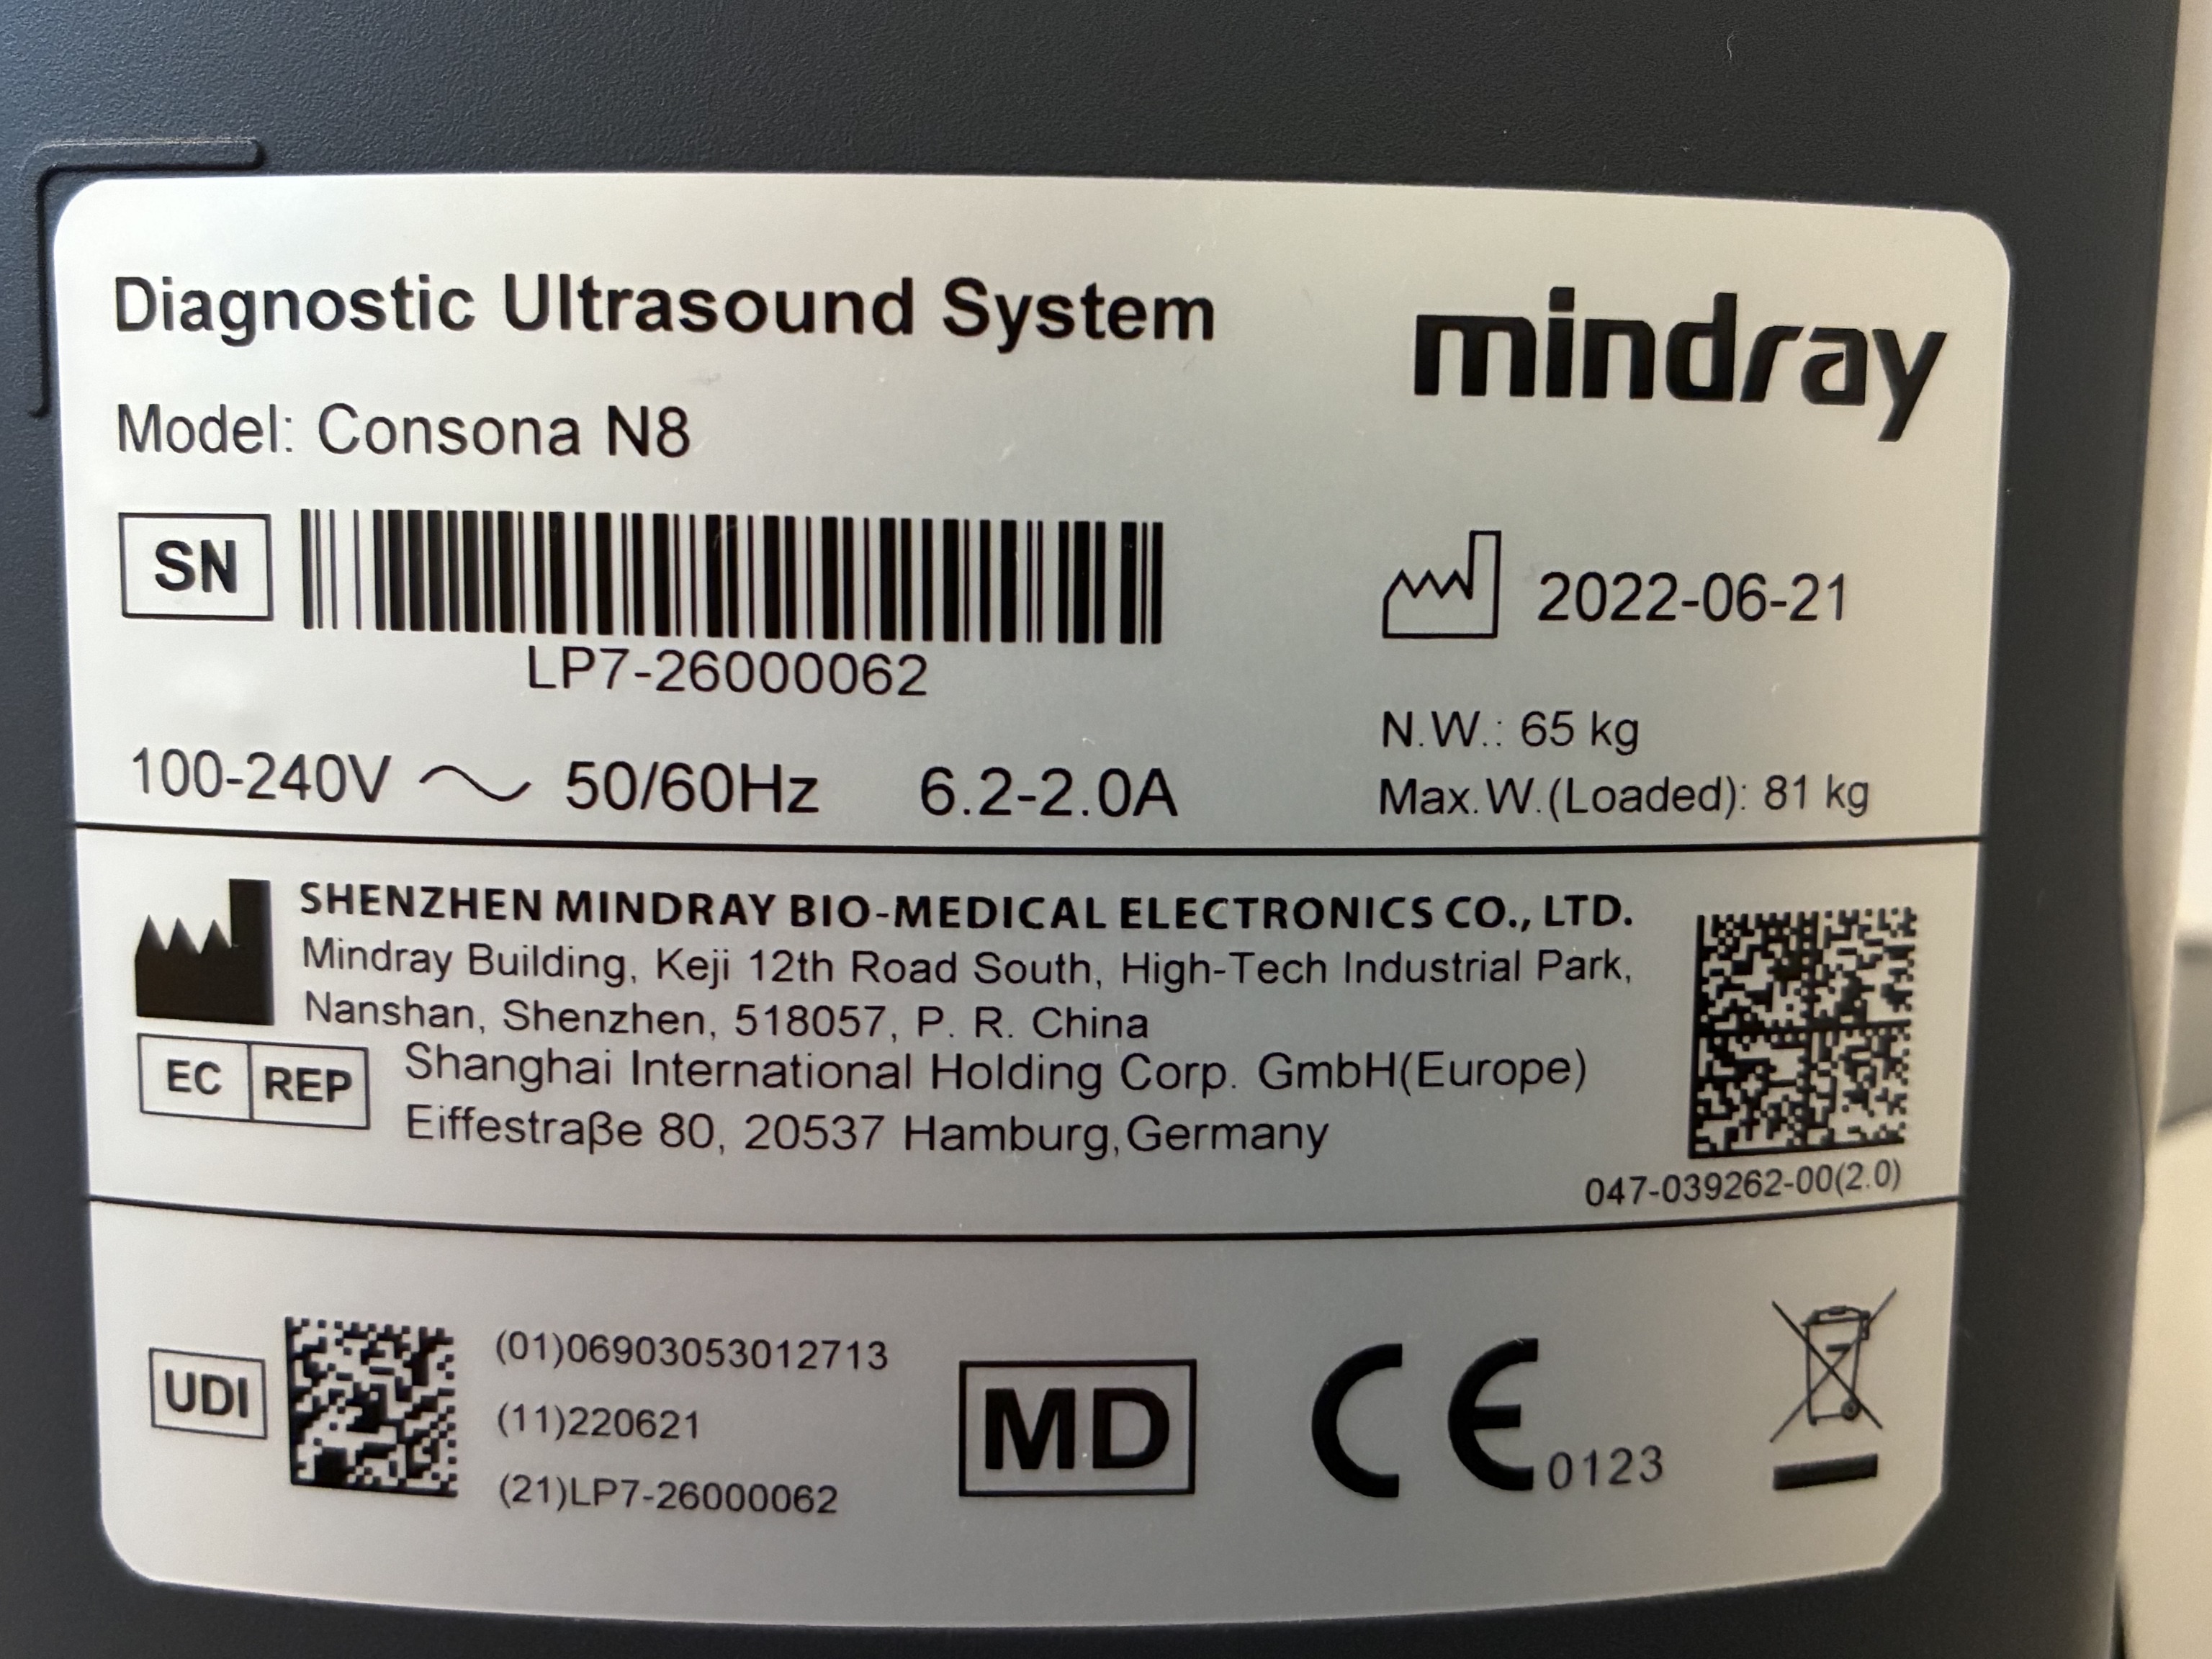 Diagnostic Ultrasound System
mindray
Model: Consona N8
SN
LP7-26000062
2022-06-21
100-240V ~ 50/60Hz 6.2-2.0A
N.W.: 65 kg
Max.W.(Loaded): 81 kg
SHENZHEN MINDRAY BIO-MEDICAL ELECTRONICS CO., LTD.
Mindray Building, Keji 12th Road South, High-Tech Industrial Park,
Nanshan, Shenzhen, 518057, P. R. China
EC REP
Shanghai International Holding Corp. GmbH(Europe)
Eiffestraβe 80, 20537 Hamburg,Germany
047-039262-00(2.0)
UDI
(01)06903053012713
(11)220621
(21)LP7-26000062
MD
CE 0123